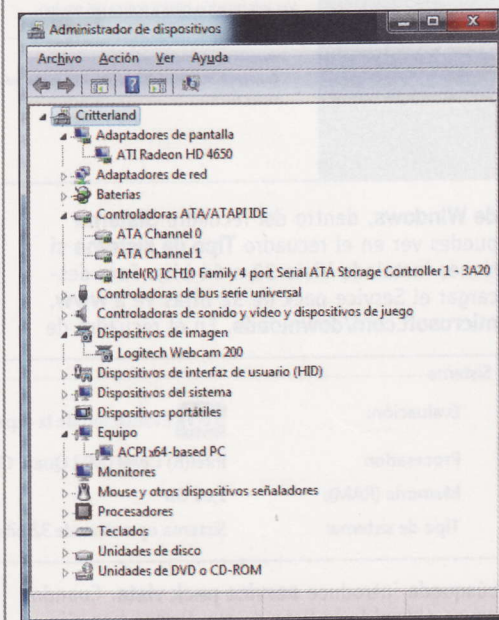 Administrador de dispositivos
Archivo Acción Ver Ayuda
Critterland
Adaptadores de pantalla
ATI Radeon HD 4650
Adaptadores de red
Baterías
Controladoras ATA/ATAPI IDE
ATA Channel 0
ATA Channel 1
Intel(R) ICH10 Family 4 port Serial ATA Storage Controller 1 - 3A20
Controladoras de bus serie universal
Controladoras de sonido y vídeo y dispositivos de juego
Dispositivos de imagen
Logitech Webcam 200
Dispositivos de interfaz de usuario (HID)
Dispositivos del sistema
Dispositivos portátiles
Equipo
ACPI x64-based PC
Monitores
Mouse y otros dispositivos señaladores
Procesadores
Teclados
Unidades de disco
Unidades de DVD o CD-ROM